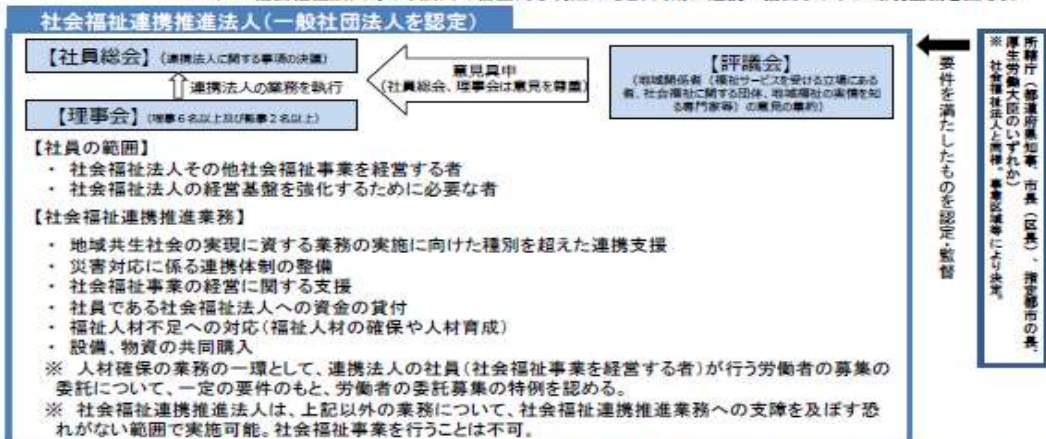 社会福祉連携推進法人（一般社団法人を認定）
【社員総会】（連携法人に関する事項の決議）
連携法人の業務を執行
【理事会】（理事６名以上及び監事２名以上）
意見具申
（社員総会、理事会は意見を尊重）
【評議会】
（地域関係者（福祉サービスを受ける立場にある
者、社会福祉に関する団体、地域福祉の実情を知
る専門家等）の意見の集約）
【社員の範囲】
・ 社会福祉法人その他社会福祉事業を経営する者
・ 社会福祉法人の経営基盤を強化するために必要な者
【社会福祉連携推進業務】
・ 地域共生社会の実現に資する業務の実施に向けた種別を超えた連携支援
・ 災害対応に係る連携体制の整備
・ 社会福祉事業の経営に関する支援
・ 社員である社会福祉法人への資金の貸付
・ 福祉人材不足への対応（福祉人材の確保や人材育成）
・ 設備、物資の共同購入
※ 人材確保の業務の一環として、連携法人の社員（社会福祉事業を経営する者）が行う労働者の募集の
委託について、一定の要件のもと、労働者の委託募集の特例を認める。
※ 社会福祉連携推進法人は、上記以外の業務について、社会福祉連携推進業務への支障を及ぼす恐
れがない範囲で実施可能。社会福祉事業を行うことは不可。
要件を満たしたものを認定・監督
所轄庁（都道府県知事、市長（区長）、指定都市の長、
厚生労働大臣のいずれか）
※ 社会福祉法人と同様。事業区域等により決定。